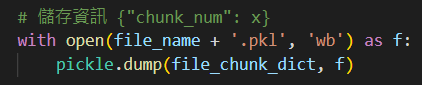 # 儲存資訊 {"chunk_num": x}
with open(file_name + '.pkl', 'wb') as f:
    pickle.dump(file_chunk_dict, f)